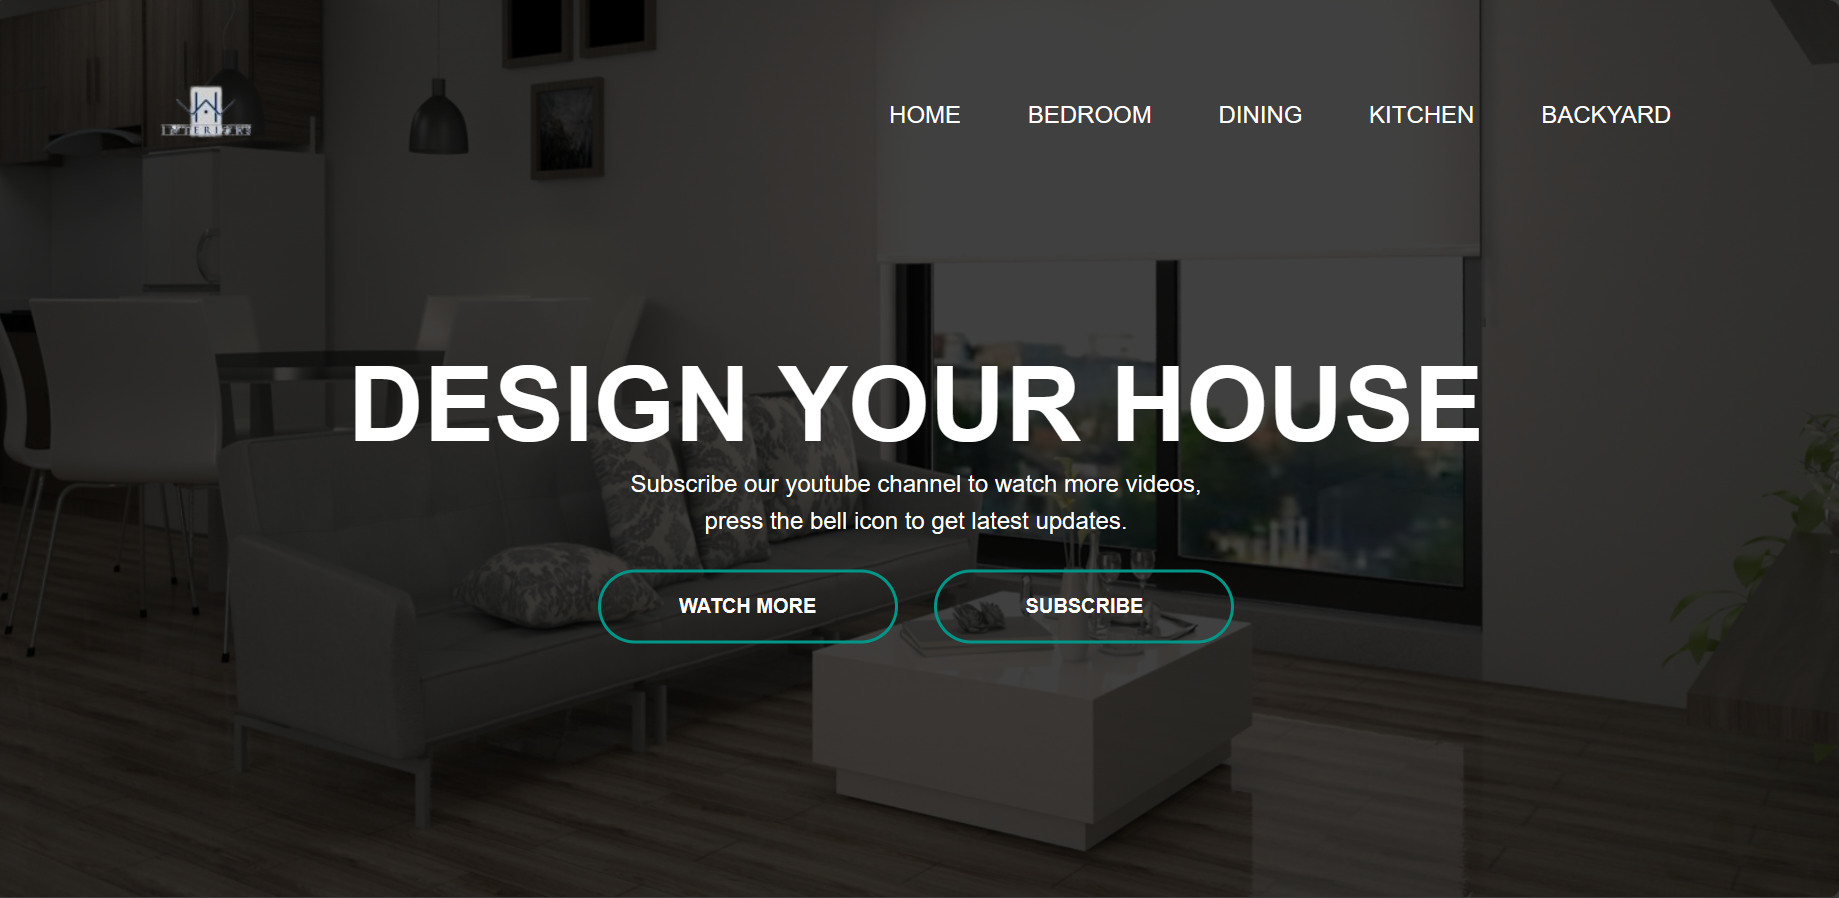 HOME BEDROOM DINING KITCHEN BACKYARD
DESIGN YOUR HOUSE
Subscribe our youtube channel to watch more videos,
press the bell icon to get latest updates.
WATCH MORE SUBSCRIBE